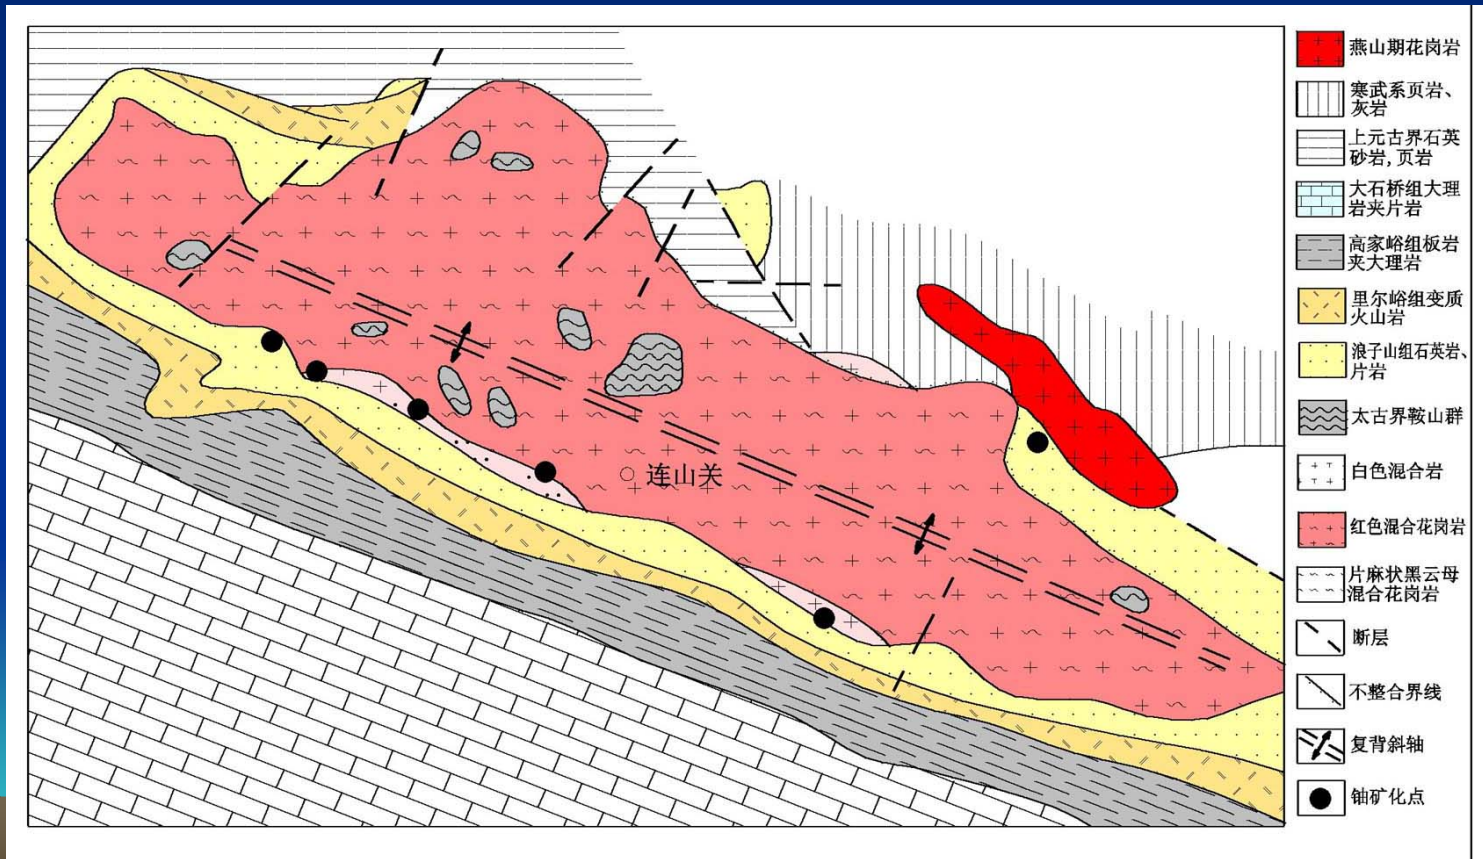 燕山期花岗岩
寒武系页岩、
灰岩
上元古界石英
砂岩,页岩
大石桥组大理
岩夹片岩
高家峪组板岩
夹大理岩
里尔峪组变质
火山岩
浪子山组石英岩、
片岩
太古界鞍山群
白色混合岩
红色混合花岗岩
片麻状黑云母
混合花岗岩
断层
不整合界线
复背斜轴
铀矿化点
连山关